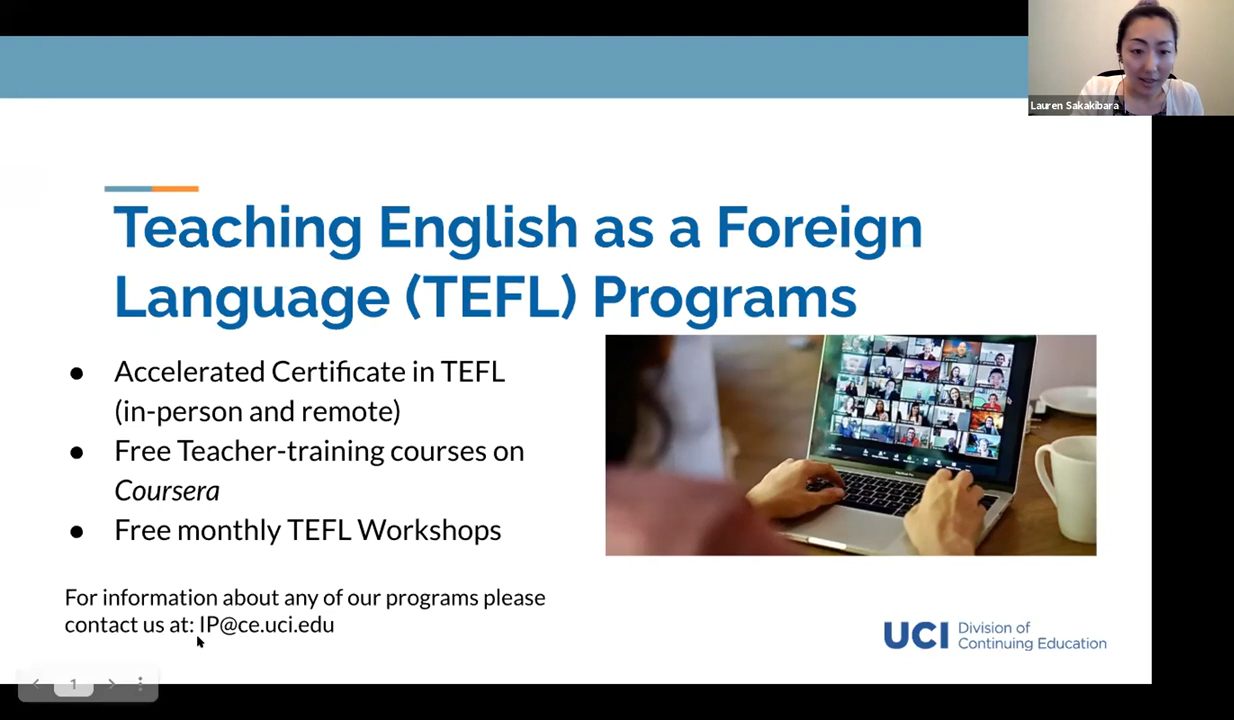 Lauren Sakakibara
Teaching English as a Foreign
Language (TEFL) Programs
● Accelerated Certificate in TEFL
(in-person and remote)
● Free Teacher-training courses on
Coursera
● Free monthly TEFL Workshops
For information about any of our programs please
contact us at: IP@ce.uci.edu
UCI Division of
Continuing Education
1